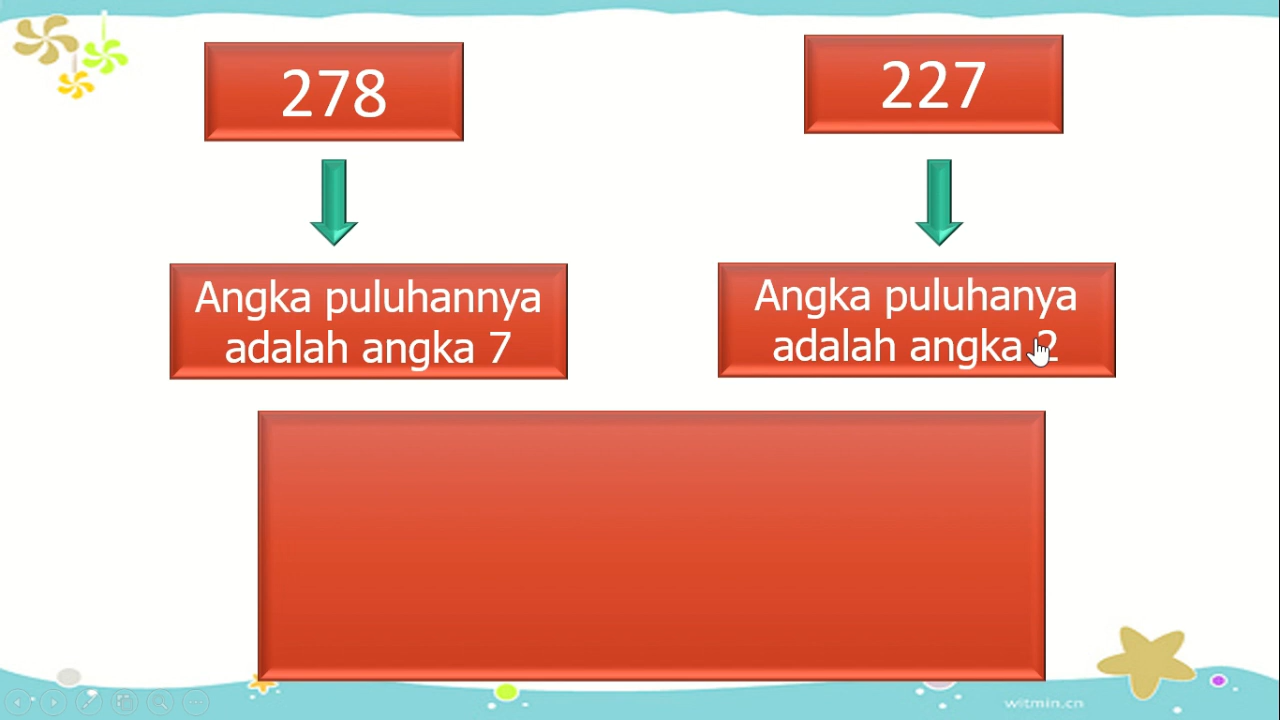 278
227
Angka puluhannya
adalah angka 7
Angka puluhanya
adalah angka 2
witmin.cn